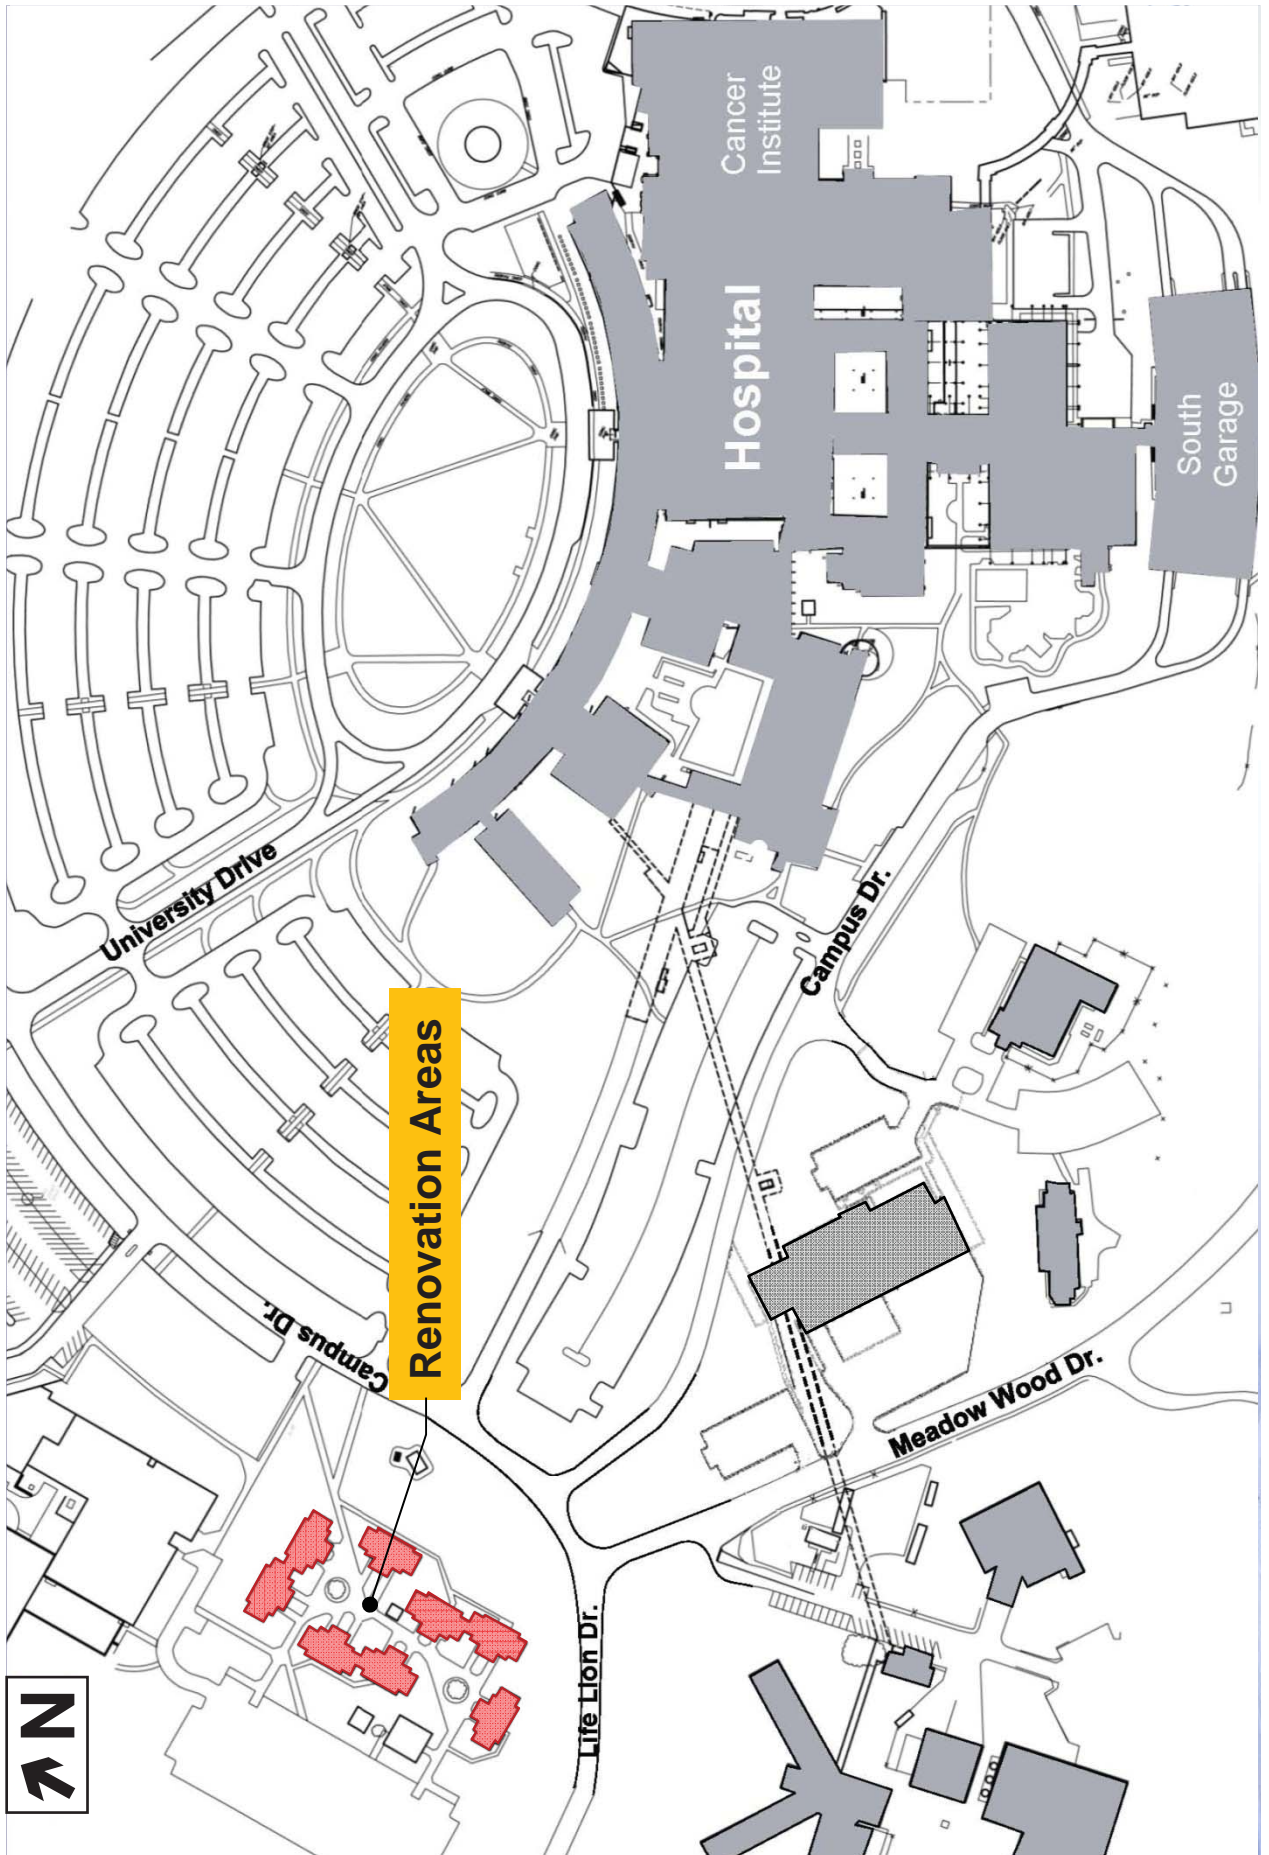 Cancer
Institute
Hospital
South
Garage
University Drive
Campus Dr.
Renovation Areas
Campus Dr.
Meadow Wood Dr.
Life Lion Dr.
N